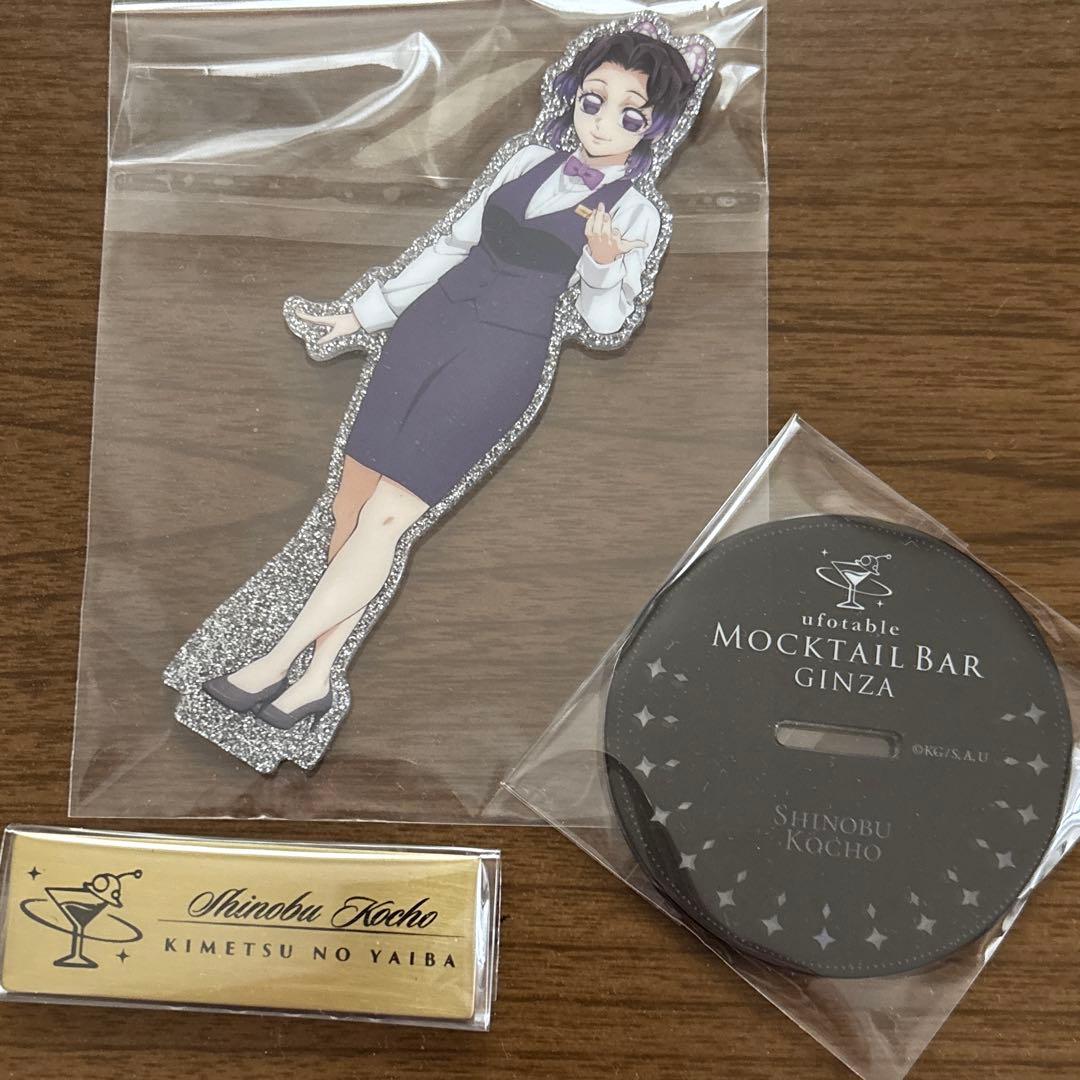 ufotable
MOCKTAIL BAR
GINZA
©KG/S,A,U
SHINOBU
KOCHO
Shinobu Kocho
KIMETSU NO YAIBA